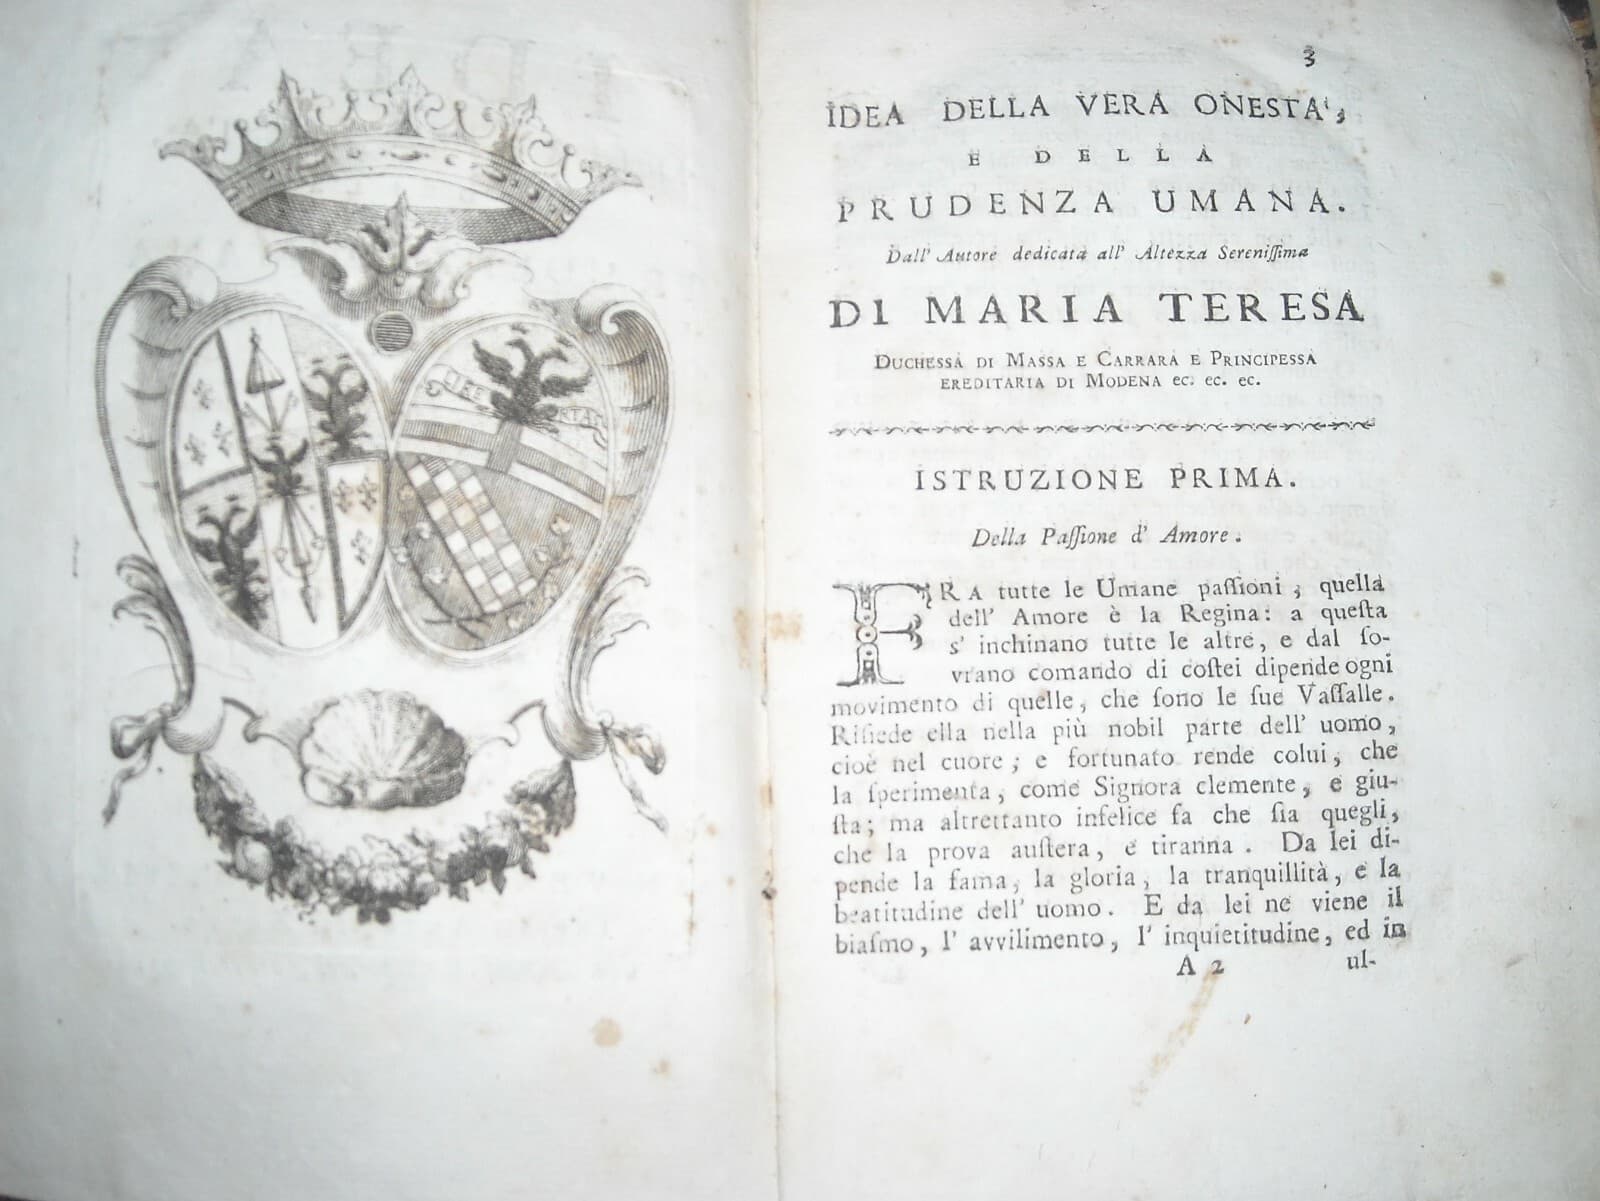 LIBE
RTAS
3
IDEA DELLA VERA ONESTA',
E DELLA
PRUDENZA UMANA.
Dall' Autore dedicata all' Altezza Sereniſſima
DI MARIA TERESA
DUCHESSA DI MASSA E CARRARA E PRINCIPESSA
EREDITARIA DI MODENA EC. EC. EC.
ISTRUZIONE PRIMA.
Della Paſſione d' Amore.
FRA tutte le Umane paſſioni, quella
dell' Amore è la Regina: a queſta
s' inchinano tutte le altre, e dal ſo-
vrano comando di coſtei dipende ogni
movimento di quelle, che ſono le ſue Vaſſalle.
Riſiede ella nella più nobil parte dell' uomo,
cioè nel cuore; e fortunato rende colui, che
la ſperimenta, come Signora clemente, e giu-
ſta; ma altrettanto infelice fa che ſia quegli,
che la prova auſtera, e tiranna. Da lei di-
pende la fama, la gloria, la tranquillità, e la
beatitudine dell' uomo. E da lei ne viene il
biaſmo, l' avvilimento, l' inquietitudine, ed in
A 2 ul-